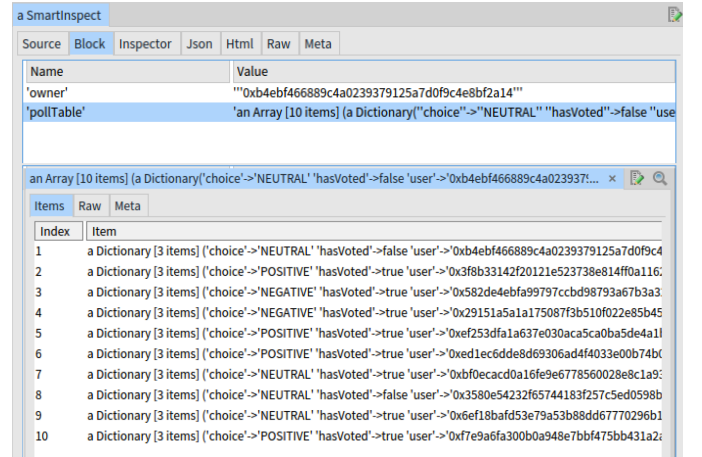 a SmartInspect
Source Block Inspector Json Html Raw Meta
Name Value
'owner' '''0xb4ebf466889c4a0239379125a7d0f9c4e8bf2a14'''
'pollTable' 'an Array [10 items] (a Dictionary(''choice''->''NEUTRAL'' ''hasVoted''->false ''use
an Array [10 items] (a Dictionary('choice'->'NEUTRAL' 'hasVoted'->false 'user'->'0xb4ebf466889c4a0239379... ×
Items Raw Meta
Index Item
1 a Dictionary [3 items] ('choice'->'NEUTRAL' 'hasVoted'->false 'user'->'0xb4ebf466889c4a0239379125a7d0f9c4
2 a Dictionary [3 items] ('choice'->'POSITIVE' 'hasVoted'->true 'user'->'0x3f8b33142f20121e523738e814ff0a1162
3 a Dictionary [3 items] ('choice'->'NEGATIVE' 'hasVoted'->true 'user'->'0x582de4ebfa99797ccbd98793a67b3a3
4 a Dictionary [3 items] ('choice'->'NEGATIVE' 'hasVoted'->true 'user'->'0x29151a5a1a175087f3b510f022e85b45
5 a Dictionary [3 items] ('choice'->'POSITIVE' 'hasVoted'->true 'user'->'0xef253dfa1a637e030aca5ca0ba5de4a1
6 a Dictionary [3 items] ('choice'->'POSITIVE' 'hasVoted'->true 'user'->'0xed1ec6dde8d69306ad4f4033e00b74b0
7 a Dictionary [3 items] ('choice'->'NEUTRAL' 'hasVoted'->true 'user'->'0xbf0ecacd0a16fe9e6778560028e8c1a93
8 a Dictionary [3 items] ('choice'->'NEUTRAL' 'hasVoted'->false 'user'->'0x3580e54232f65744183f257c5ed0598b
9 a Dictionary [3 items] ('choice'->'NEUTRAL' 'hasVoted'->true 'user'->'0x6ef18bafd53e79a53b88dd67770296b1
10 a Dictionary [3 items] ('choice'->'POSITIVE' 'hasVoted'->true 'user'->'0xf7e9a6fa300b0a948e7bbf475bb431a2